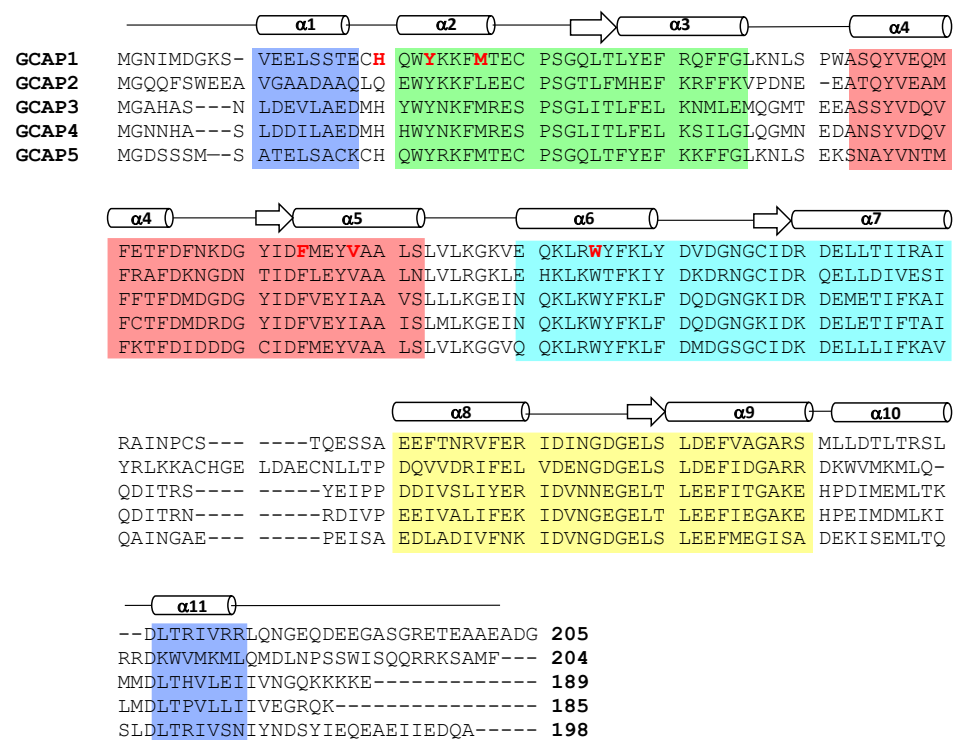 α1 α2 α3 α4
GCAP1 MGNIMDGKS- VEELSSTECH QWYKKFMTEC PSGQLTLYEF RQFFGLKNLS PWASQYVEQM
GCAP2 MGQQFSWEEA VGAADAAQLQ EWYKKFLEEC PSGTLFMHEF KRFFKVPDNE -EATQYVEAM
GCAP3 MGAHAS---N LDEVLAEDMH YWYNKFMRES PSGLITLFEL KNMLEMQGMT EEASSYVDQV
GCAP4 MGNNHA---S LDDILAEDMH HWYNKFMRES PSGLITLFEL KSILGLQGMN EDANSYVDQV
GCAP5 MGDSSSM—-S ATELSACKCH QWYRKFMTEC PSGQLTFYEF KKFFGLKNLS EKSNAYVNTM
α4 α5 α6 α7
FETFDFNKDG YIDFMEYVAA LSLVLKGKVE QKLRWYFKLY DVDGNGCIDR DELLTIIRAI
FRAFDKNGDN TIDFLEYVAA LNLVLRGKLE HKLKWTFKIY DKDRNGCIDR QELLDIVESI
FFTFDMDGDG YIDFVEYIAA VSLLLKGEIN QKLKWYFKLF DQDGNGKIDR DEMETIFKAI
FCTFDMDRDG YIDFVEYIAA ISLMLKGEIN QKLKWYFKLF DQDGNGKIDK DELETIFTAI
FKTFDIDDDG CIDFMEYVAA LSLVLKGGVQ QKLRWYFKLF DMDGSGCIDK DELLLIFKAV
α8 α9 α10
RAINPCS--- -----TQESSA EEFTNRVFER IDINGDGELS LDEFVAGARS MLLDTLTRSL
YRLKKACHGE LDAECNLLTP DQVVDRIFEL VDENGDGELS LDEFIDGARR DKWVMKMLQ-
QDITRS---- -----YEIPP DDIVSLIYER IDVNNEGELT LEEFITGAKE HPDIMEMLTK
QDITRN---- -----RDIVP EEIVALIFEK IDVNGEGELT LEEFIEGAKE HPEIMDMLKI
QAINGAE--- -----PEISA EDLADIVFNK IDVNGDGELS LEEFMEGISA DEKISEMLTQ
α11
--DLTRIVRRLQNGEQDEEGASGRETEAAEADG 205
RRDKWVMKMLQMDLNPSSWISQQRRKSAMF--- 204
MMDLTHVLEIIVNGQKKKKE------------- 189
LMDLTPVLLIIVEGRQK---------------- 185
SLDLTRIVSNIYNDSYIEQEAEIIEDQA----- 198